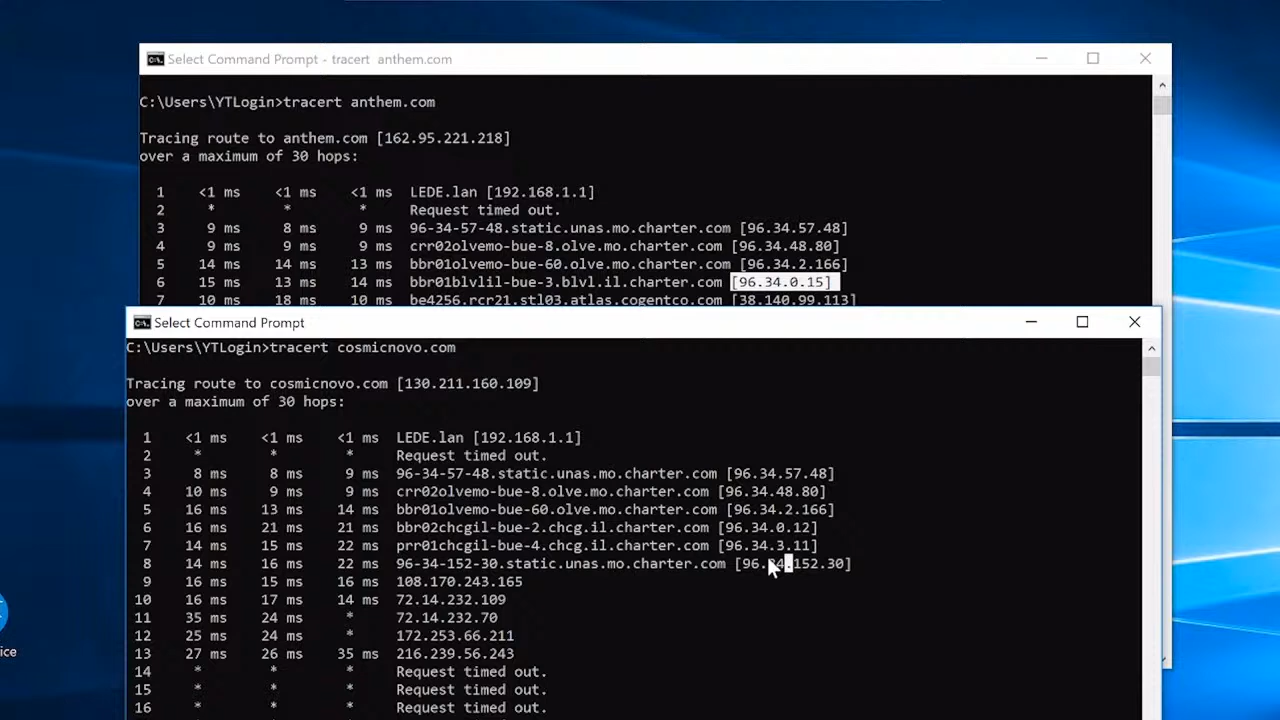 Select Command Prompt - tracert  anthem.com
C:\Users\YTLogin>tracert anthem.com
Tracing route to anthem.com [162.95.221.218]
over a maximum of 30 hops:
1    <1 ms    <1 ms    <1 ms  LEDE.lan [192.168.1.1]
2     *        *        *     Request timed out.
3     9 ms     8 ms     9 ms  96-34-57-48.static.unas.mo.charter.com [96.34.57.48]
4     9 ms     9 ms     9 ms  crr02olvemo-bue-8.olve.mo.charter.com [96.34.48.80]
5    14 ms    14 ms    13 ms  bbr01olvemo-bue-60.olve.mo.charter.com [96.34.2.166]
6    15 ms    13 ms    14 ms  bbr01blvlil-bue-3.blvl.il.charter.com [96.34.0.15]
7    10 ms    18 ms    10 ms  be4256.rcr21.stl03.atlas.cogentco.com [38.140.99.113]
Select Command Prompt
C:\Users\YTLogin>tracert cosmicnovo.com
Tracing route to cosmicnovo.com [130.211.160.109]
over a maximum of 30 hops:
1    <1 ms    <1 ms    <1 ms  LEDE.lan [192.168.1.1]
2     *        *        *     Request timed out.
3     8 ms     8 ms     9 ms  96-34-57-48.static.unas.mo.charter.com [96.34.57.48]
4    10 ms     9 ms     9 ms  crr02olvemo-bue-8.olve.mo.charter.com [96.34.48.80]
5    16 ms    13 ms    14 ms  bbr01olvemo-bue-60.olve.mo.charter.com [96.34.2.166]
6    16 ms    21 ms    21 ms  bbr02chcgil-bue-2.chcg.il.charter.com [96.34.0.12]
7    14 ms    15 ms    22 ms  prr01chcgil-bue-4.chcg.il.charter.com [96.34.3.11]
8    14 ms    16 ms    22 ms  96-34-152-30.static.unas.mo.charter.com [96.34.152.30]
9    16 ms    15 ms    16 ms  108.170.243.165
10    16 ms    17 ms    14 ms  72.14.232.109
11    35 ms    24 ms     *     72.14.232.70
12    25 ms    24 ms     *     172.253.66.211
13    27 ms    26 ms    35 ms  216.239.56.243
14     *        *        *     Request timed out.
15     *        *        *     Request timed out.
16     *        *        *     Request timed out.
ice